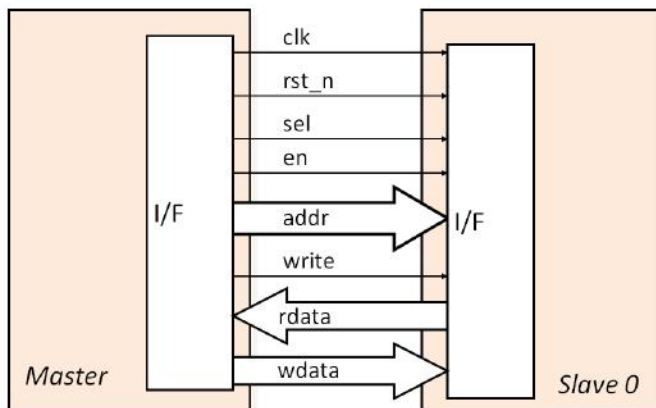 clk
rst_n
sel
en
I/F
addr
I/F
write
rdata
wdata
Master
Slave 0